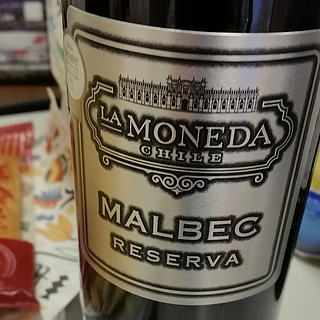 LA MONEDA
CHILE
MALBEC
RESERVA